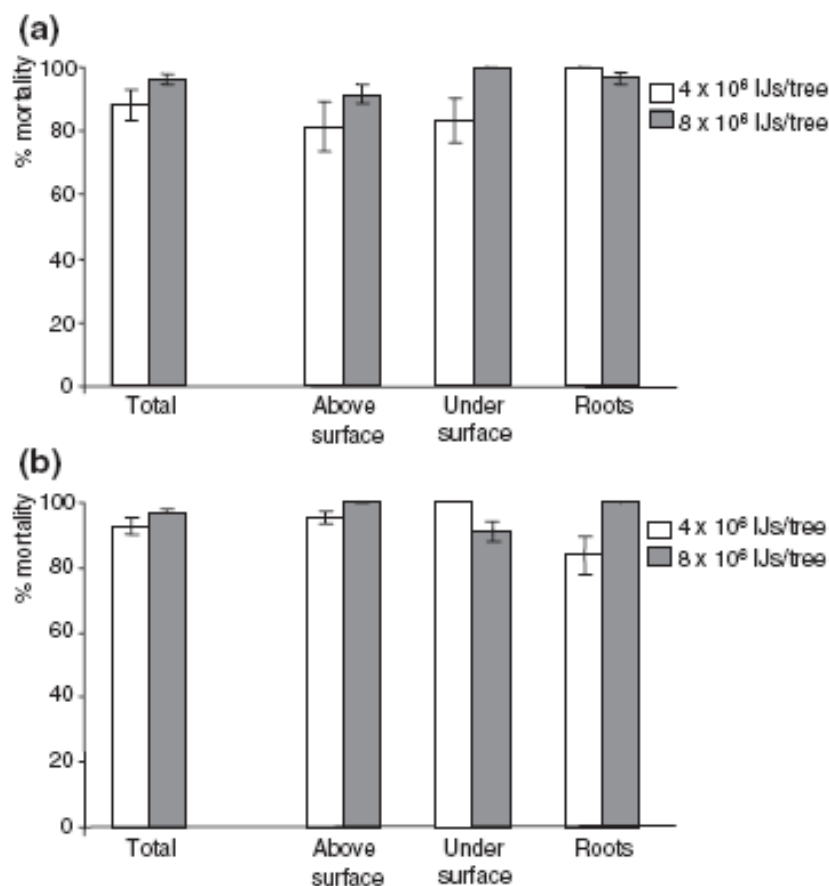 (a)
% mortality
100
80
60
40
20
0
Total
Above surface
Under surface
Roots
4 x 10⁶ IJs/tree
8 x 10⁶ IJs/tree
(b)
% mortality
100
80
60
40
20
0
Total
Above surface
Under surface
Roots
4 x 10⁶ IJs/tree
8 x 10⁶ IJs/tree